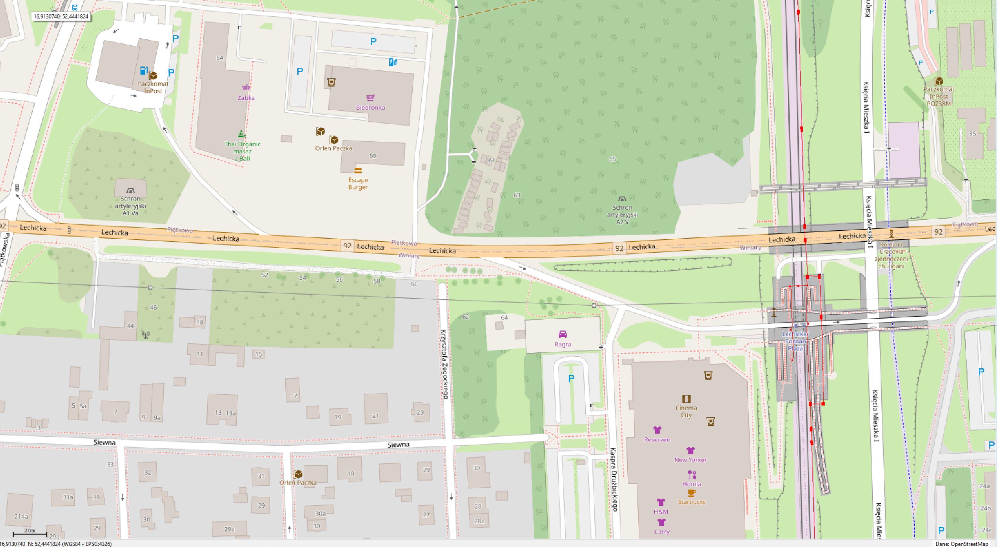 16,9130740; 52,4441824
P
Księcia
P
P
P
6A
P
P
P
Paczkomat
InPost
Paczkomat
InPost
POZ38M
Żabka
Biedronka
Księcia Mieszka I
85
Thai Organic
masaż
z Bali
Orlen Paczka
59
61
65
Escape
Burger
63
Schron
artyleryjski
A1 Va
Schron
artyleryjski
A2 V
Księcia Mieszka I
92
Lechicka
Lechicka
Piątkowo
Lechicka
92
Lechicka
Piątkowo
Lechicka
92
Lechicka
Lechicka
Lechicka
92
Piątkowo
Lec
Winiary
Winiary
Piątkowska
Kolejorz
Cracovia
zjednoczeni
chuligani
52
54
56
58
60
46
44
48
62
64
Ragra
Lechicka/
Poznań
Plaza
Krzysztofa Żegockiego
11
15
P
P
17
Cinema
City
Księcia Mieszka I
5
5a
7
9
9a
13
13a
19
21
23
3
Reserved
Siewna
Siewna
P
New Yorker
Kaspra Drużbickiego
33
32
31
10
29
30
Orlen Paczka
Homla
24a
31a
31
29
28
Starbucks
24b
H&M
Księcia Mies
214a
30
30a
30
27
28a
29
29a
Carry
P
24c
20m
29a
16,9130740 N: 52,4441824 (WGS84 - EPSG:4326)
Dane: OpenStreetMap